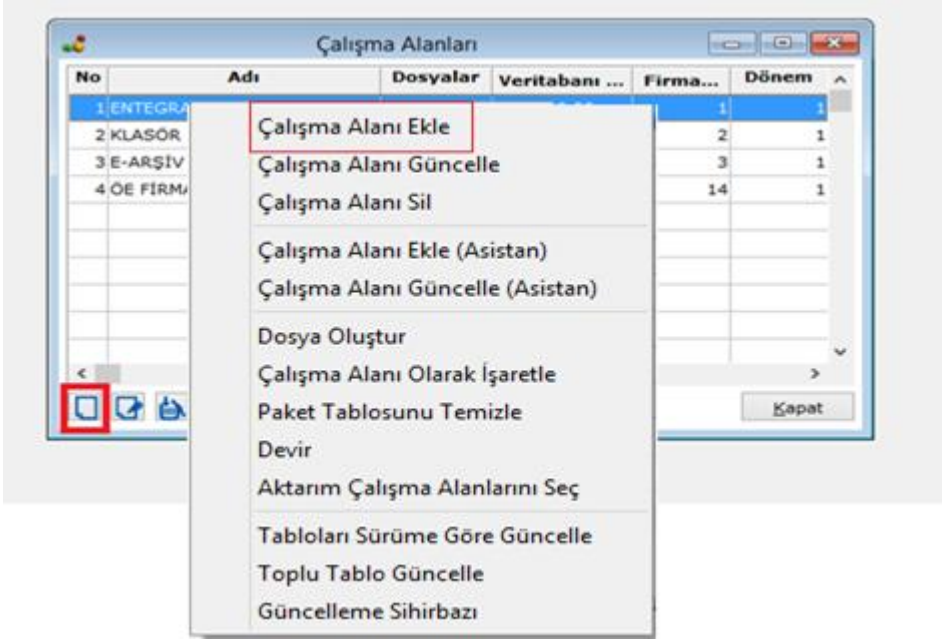 Çalışma Alanları
No Adı Dosyalar Veritabanı ... Firma... Dönem
1 ENTEGRA 1 1
2 KLASÖR 2 1
3 E-ARŞİV 3 1
4 ÖE FİRMA 14 1
Çalışma Alanı Ekle
Çalışma Alanı Güncelle
Çalışma Alanı Sil
Çalışma Alanı Ekle (Asistan)
Çalışma Alanı Güncelle (Asistan)
Dosya Oluştur
Çalışma Alanı Olarak İşaretle
Paket Tablosunu Temizle
Devir
Aktarım Çalışma Alanlarını Seç
Tabloları Sürüme Göre Güncelle
Toplu Tablo Güncelle
Güncelleme Sihirbazı
Kapat